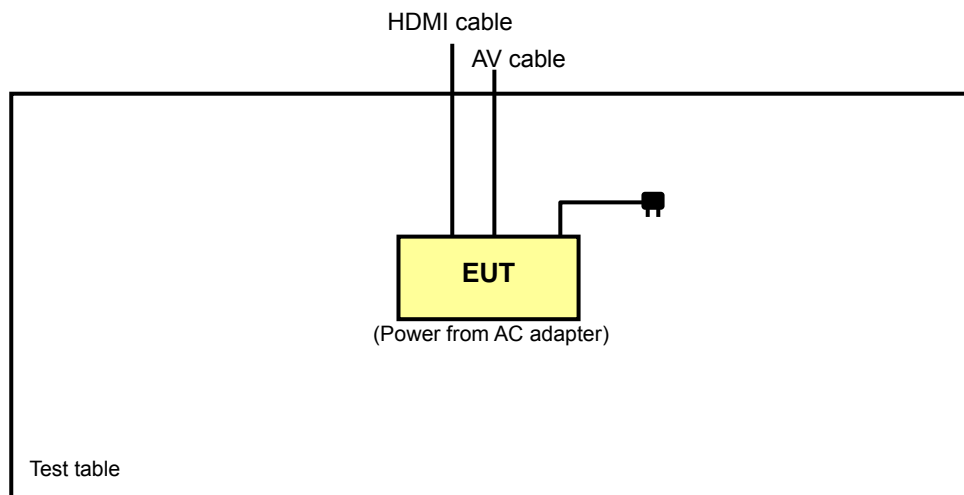 HDMI cable
AV cable
EUT
(Power from AC adapter)
Test table